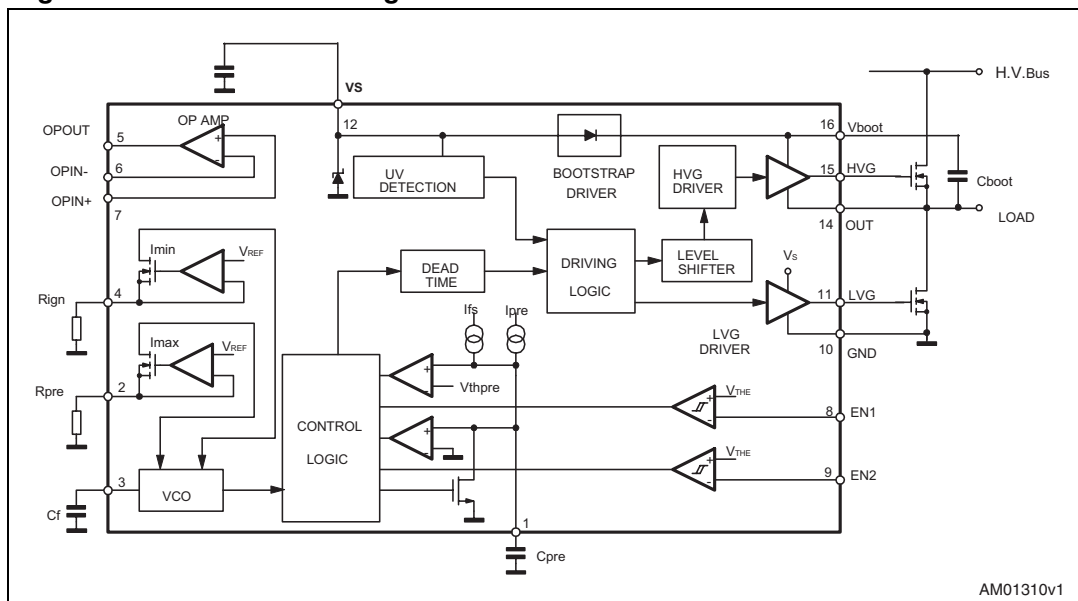 H.V.Bus
VS
OP AMP
OPOUT
5
+
-
6
OPIN-
OPIN+
7
12
UV
DETECTION
BOOTSTRAP
DRIVER
16
Vboot
HVG
DRIVER
15
HVG
Cboot
14
OUT
LOAD
Imin
VREF
DEAD
TIME
DRIVING
LOGIC
LEVEL
SHIFTER
VS
4
Rign
11
LVG
LVG
DRIVER
10
GND
Imax
VREF
Ifs
Ipre
Rpre
2
+
-
Vthpre
CONTROL
LOGIC
+
-
VTHE
+
-
8
EN1
VTHE
+
-
9
EN2
3
VCO
Cf
1
Cpre
AM01310v1